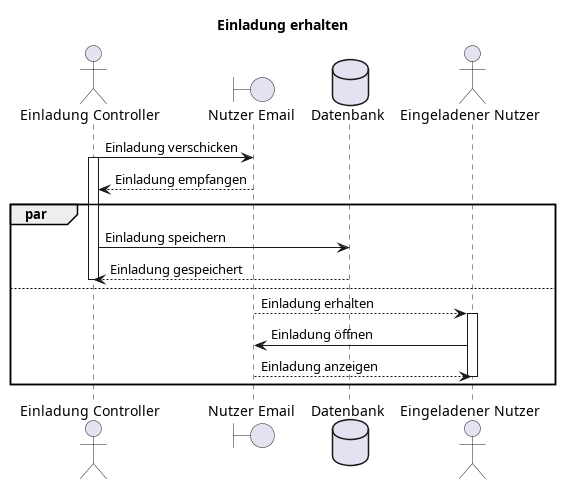 Einladung erhalten
Einladung Controller
Nutzer Email
Datenbank
Eingeladener Nutzer
Einladung verschicken
Einladung empfangen
par
Einladung speichern
Einladung gespeichert
Einladung erhalten
Einladung öffnen
Einladung anzeigen
Einladung Controller
Nutzer Email
Datenbank
Eingeladener Nutzer